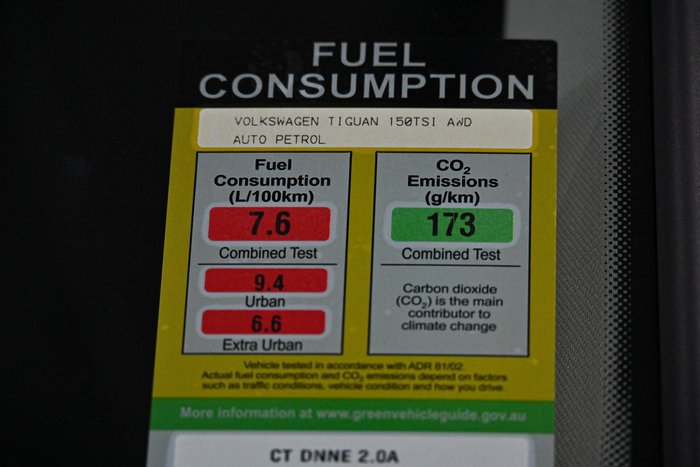 FUEL
CONSUMPTION
VOLKSWAGEN TIGUAN 150TSI AWD
AUTO PETROL
Fuel
Consumption
(L/100km)
7.6
Combined Test
9.4
Urban
6.6
Extra Urban
CO2
Emissions
(g/km)
173
Combined Test
Carbon dioxide
(CO2) is the main
contributor to
climate change
Vehicle tested in accordance with ADR 81/02.
Actual fuel consumption and CO2 emissions depend on factors
such as traffic conditions, vehicle condition and how you drive.
More information at www.greenvehicleguide.gov.au
CT DNNE 2.0A